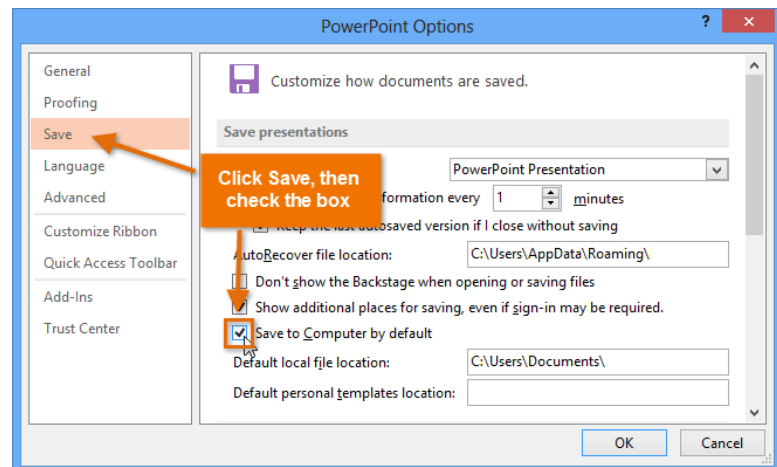 PowerPoint Options
?
General
Proofing
Save
Language
Advanced
Customize Ribbon
Quick Access Toolbar
Add-Ins
Trust Center
Customize how documents are saved.
Save presentations
Click Save, then
check the box
PowerPoint Presentation
formation every 1 minutes
Keep the last autosaved version if I close without saving
AutoRecover file location: C:\Users\AppData\Roaming\
Don't show the Backstage when opening or saving files
Show additional places for saving, even if sign-in may be required.
Save to Computer by default
Default local file location: C:\Users\Documents\
Default personal templates location:
OK Cancel